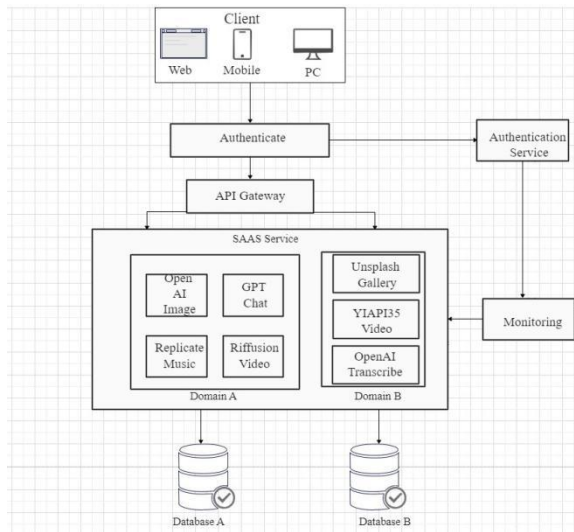 Client
Web
Mobile
PC
Authenticate
Authentication
Service
API Gateway
SAAS Service
Open
AI
Image
GPT
Chat
Replicate
Music
Riffusion
Video
Domain A
Unsplash
Gallery
YIAPI35
Video
OpenAI
Transcribe
Domain B
Monitoring
Database A
Database B